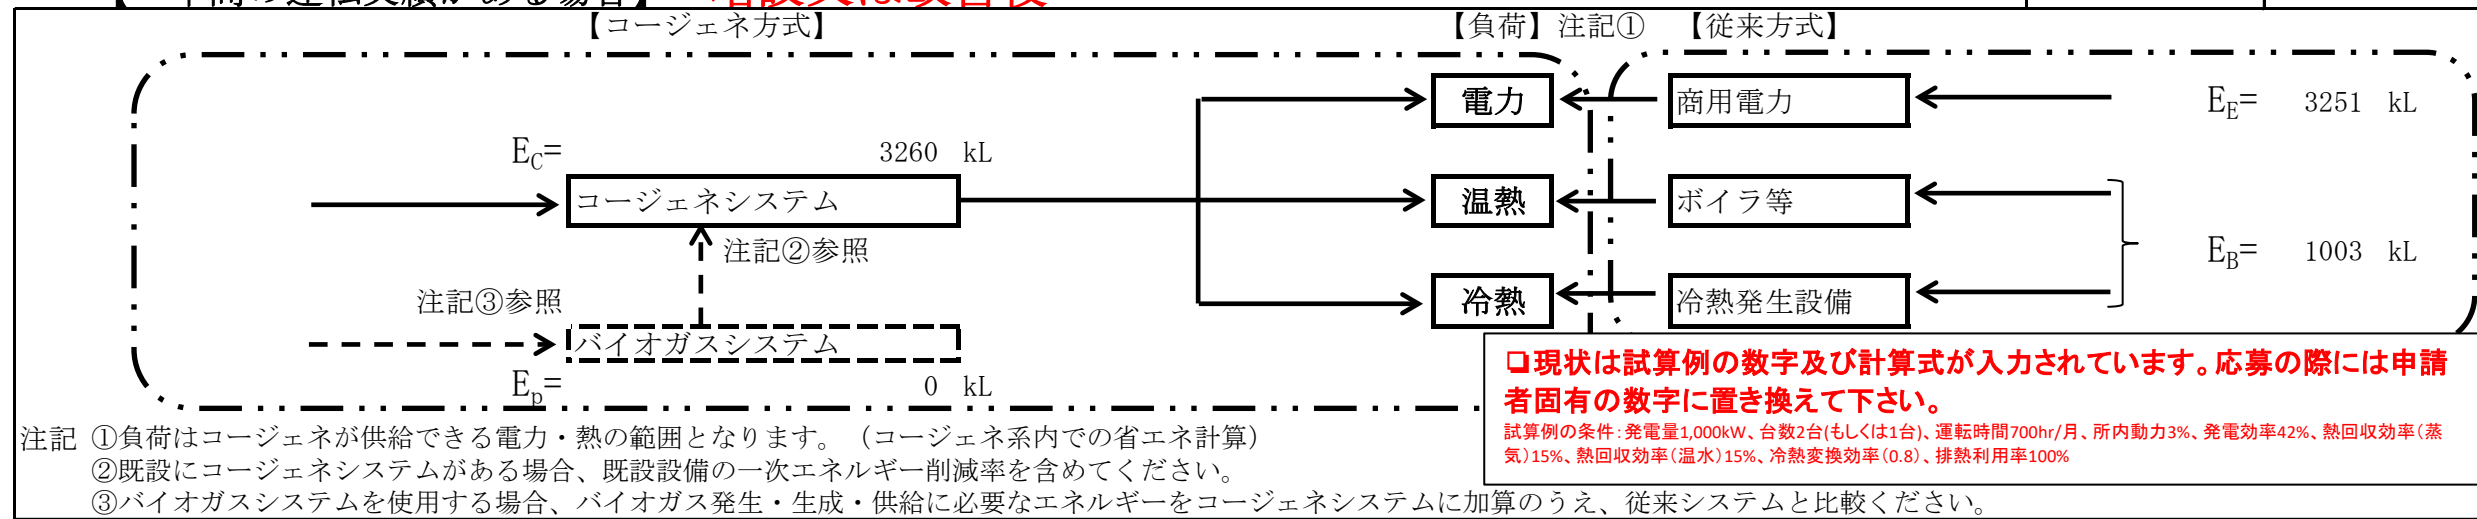 【コージェネ方式】
【負荷】注記①
【従来方式】
電力
商用電力
E_E= 3251 kL
E_C= 3260 kL
コージェネシステム
温熱
ボイラ等
注記②参照
E_B= 1003 kL
注記③参照
冷熱
冷熱発生設備
バイオガスシステム
E_p= 0 kL
□現状は試算例の数字及び計算式が入力されています。応募の際には申請
者固有の数字に置き換えて下さい。
試算例の条件：発電量1,000kW、台数2台(もしくは1台)、運転時間700hr/月、所内動力3%、発電効率42%、熱回収効率（蒸
気）15%、熱回収効率（温水）15%、冷熱変換効率（0.8）、排熱利用率100%
注記 ①負荷はコージェネが供給できる電力・熱の範囲となります。（コージェネ系内での省エネ計算）
②既設にコージェネシステムがある場合、既設設備の一次エネルギー削減率を含めてください。
③バイオガスシステムを使用する場合、バイオガス発生・生成・供給に必要なエネルギーをコージェネシステムに加算のうえ、従来システムと比較ください。